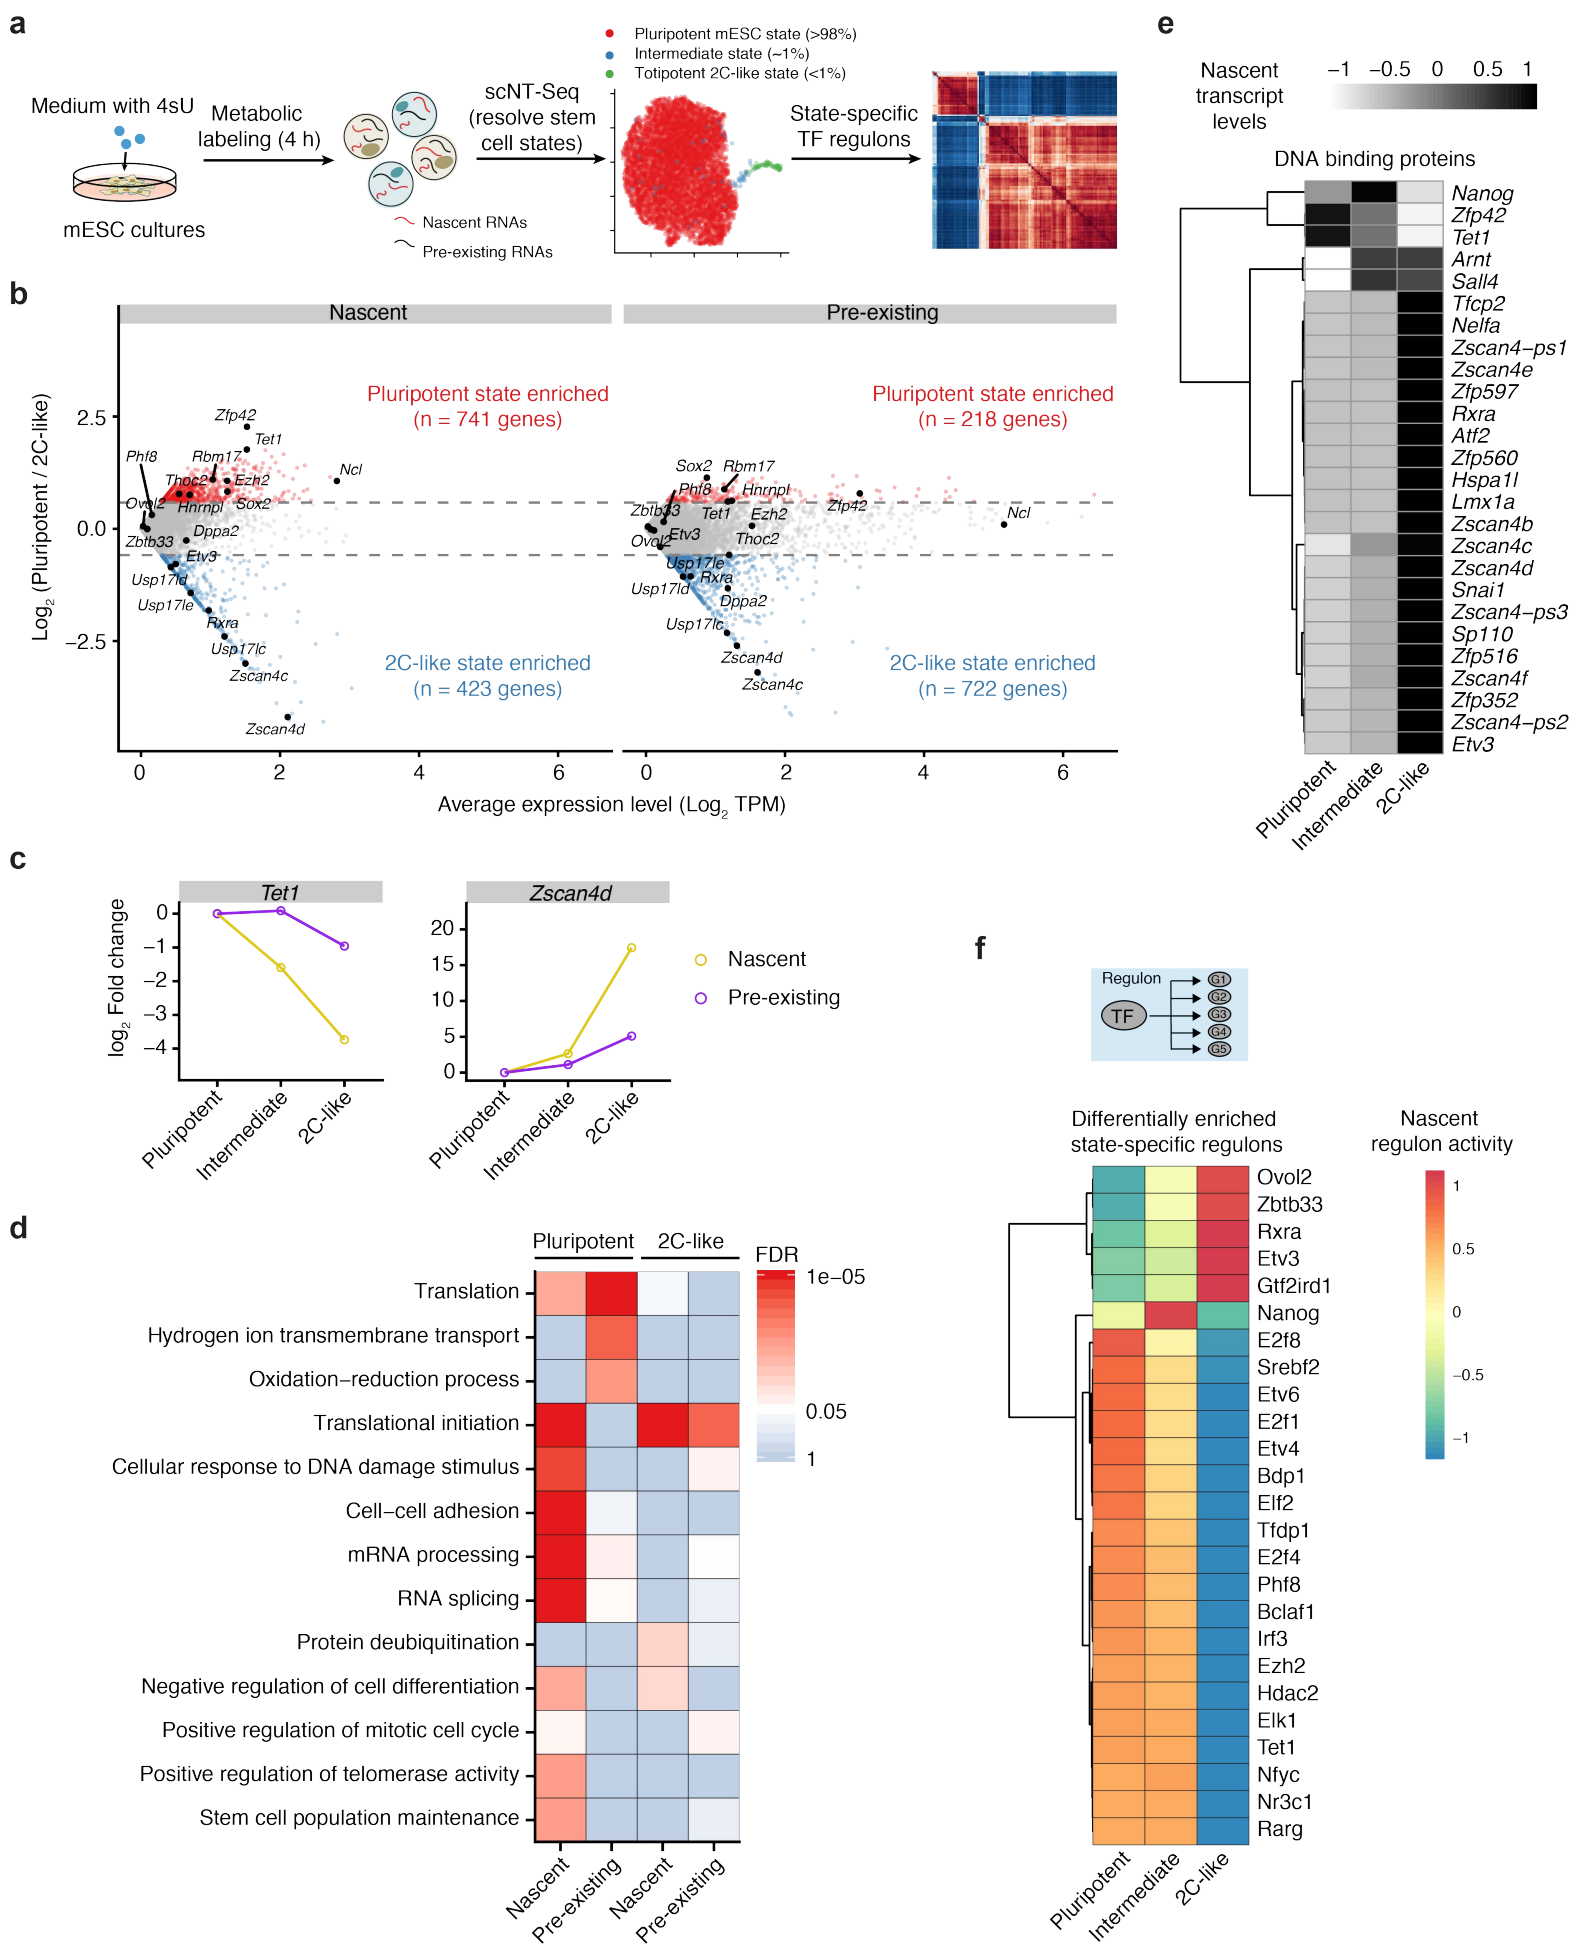 a
Medium with 4sU
mESC cultures
Metabolic
labeling (4 h)
Nascent RNAs
Pre-existing RNAs
scNT-Seq
(resolve stem
cell states)
Pluripotent mESC state (>98%)
Intermediate state (~1%)
Totipotent 2C-like state (<1%)
State-specific
TF regulons
b
Nascent
Pre-existing
Log2 (Pluripotent / 2C-like)
2.5
0.0
−2.5
Pluripotent state enriched
(n = 741 genes)
2C-like state enriched
(n = 423 genes)
Zfp42
Tet1
Phf8
Rbm17
Ncl
Thoc2
Ezh2
Ovol2
Hnrnpl
Sox2
Zbtb33
Dppa2
Etv3
Usp17ld
Usp17le
Rxra
Usp17lc
Zscan4c
Zscan4d
Pluripotent state enriched
(n = 218 genes)
2C-like state enriched
(n = 722 genes)
Sox2
Rbm17
Phf8
Hnrnpl
Zfp42
Zbtb33
Tet1
Ezh2
Ncl
Ovol2
Etv3
Thoc2
Usp17le
Usp17ld
Rxra
Dppa2
Usp17lc
Zscan4d
Zscan4c
0
2
4
6
0
2
4
6
Average expression level (Log2 TPM)
c
Tet1
log2 Fold change
0
−1
−2
−3
−4
Pluripotent
Intermediate
2C-like
Zscan4d
20
15
10
5
0
Pluripotent
Intermediate
2C-like
Nascent
Pre-existing
d
Pluripotent
2C-like
FDR
1e−05
0.05
1
Translation
Hydrogen ion transmembrane transport
Oxidation−reduction process
Translational initiation
Cellular response to DNA damage stimulus
Cell−cell adhesion
mRNA processing
RNA splicing
Protein deubiquitination
Negative regulation of cell differentiation
Positive regulation of mitotic cell cycle
Positive regulation of telomerase activity
Stem cell population maintenance
Nascent
Pre-existing
Nascent
Pre-existing
e
Nascent
transcript
levels
−1
−0.5
0
0.5
1
DNA binding proteins
Nanog
Zfp42
Tet1
Arnt
Sall4
Tfcp2
Nelfa
Zscan4−ps1
Zscan4e
Zfp597
Rxra
Atf2
Zfp560
Hspa1l
Lmx1a
Zscan4b
Zscan4c
Zscan4d
Snai1
Zscan4−ps3
Sp110
Zfp516
Zscan4f
Zfp352
Zscan4−ps2
Etv3
Pluripotent
Intermediate
2C-like
f
Regulon
TF
G1
G2
G3
G4
G5
Differentially enriched
state-specific regulons
Nascent
regulon activity
1
0.5
0
−0.5
−1
Ovol2
Zbtb33
Rxra
Etv3
Gtf2ird1
Nanog
E2f8
Srebf2
Etv6
E2f1
Etv4
Bdp1
Elf2
Tfdp1
E2f4
Phf8
Bclaf1
Irf3
Ezh2
Hdac2
Elk1
Tet1
Nfyc
Nr3c1
Rarg
Pluripotent
Intermediate
2C-like